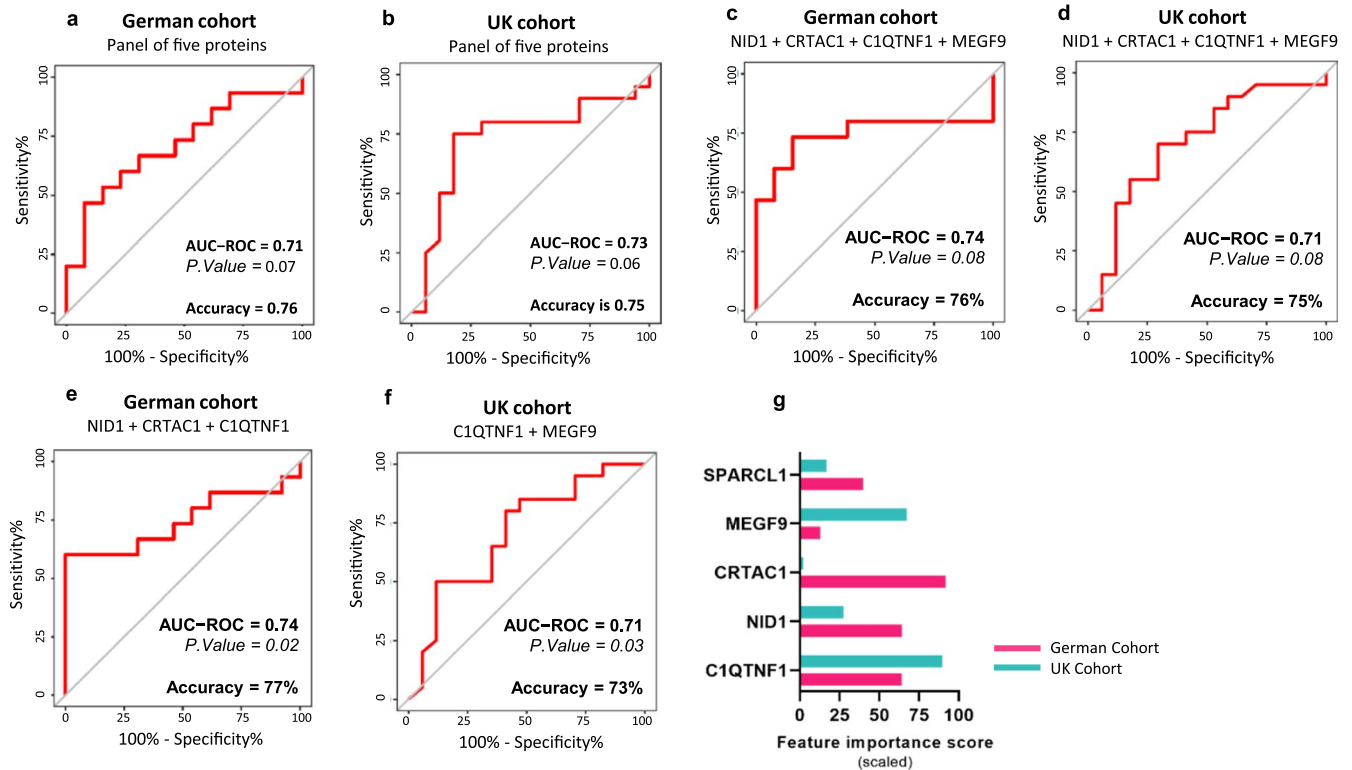 a
German cohort
Panel of five proteins
Sensitivity%
100
75
50
25
0
AUC−ROC = 0.71
P.Value = 0.07
Accuracy = 0.76
0 25 50 75 100
100% - Specificity%
b
UK cohort
Panel of five proteins
Sensitivity%
100
75
50
25
0
AUC−ROC = 0.73
P.Value = 0.06
Accuracy is 0.75
0 25 50 75 100
100% - Specificity%
c
German cohort
NID1 + CRTAC1 + C1QTNF1 + MEGF9
Sensitivity%
100
75
50
25
0
AUC−ROC = 0.74
P.Value = 0.08
Accuracy = 76%
0 25 50 75 100
100% - Specificity%
d
UK cohort
NID1 + CRTAC1 + C1QTNF1 + MEGF9
Sensitivity%
100
75
50
25
0
AUC−ROC = 0.71
P.Value = 0.08
Accuracy = 75%
0 25 50 75 100
100% - Specificity%
e
German cohort
NID1 + CRTAC1 + C1QTNF1
Sensitivity%
100
75
50
25
0
AUC−ROC = 0.74
P.Value = 0.02
Accuracy = 77%
0 25 50 75 100
100% - Specificity%
f
UK cohort
C1QTNF1 + MEGF9
Sensitivity%
100
75
50
25
0
AUC−ROC = 0.71
P.Value = 0.03
Accuracy = 73%
0 25 50 75 100
100% - Specificity%
g
SPARCL1
MEGF9
CRTAC1
NID1
C1QTNF1
0 25 50 75 100
Feature importance score
(scaled)
German Cohort
UK Cohort